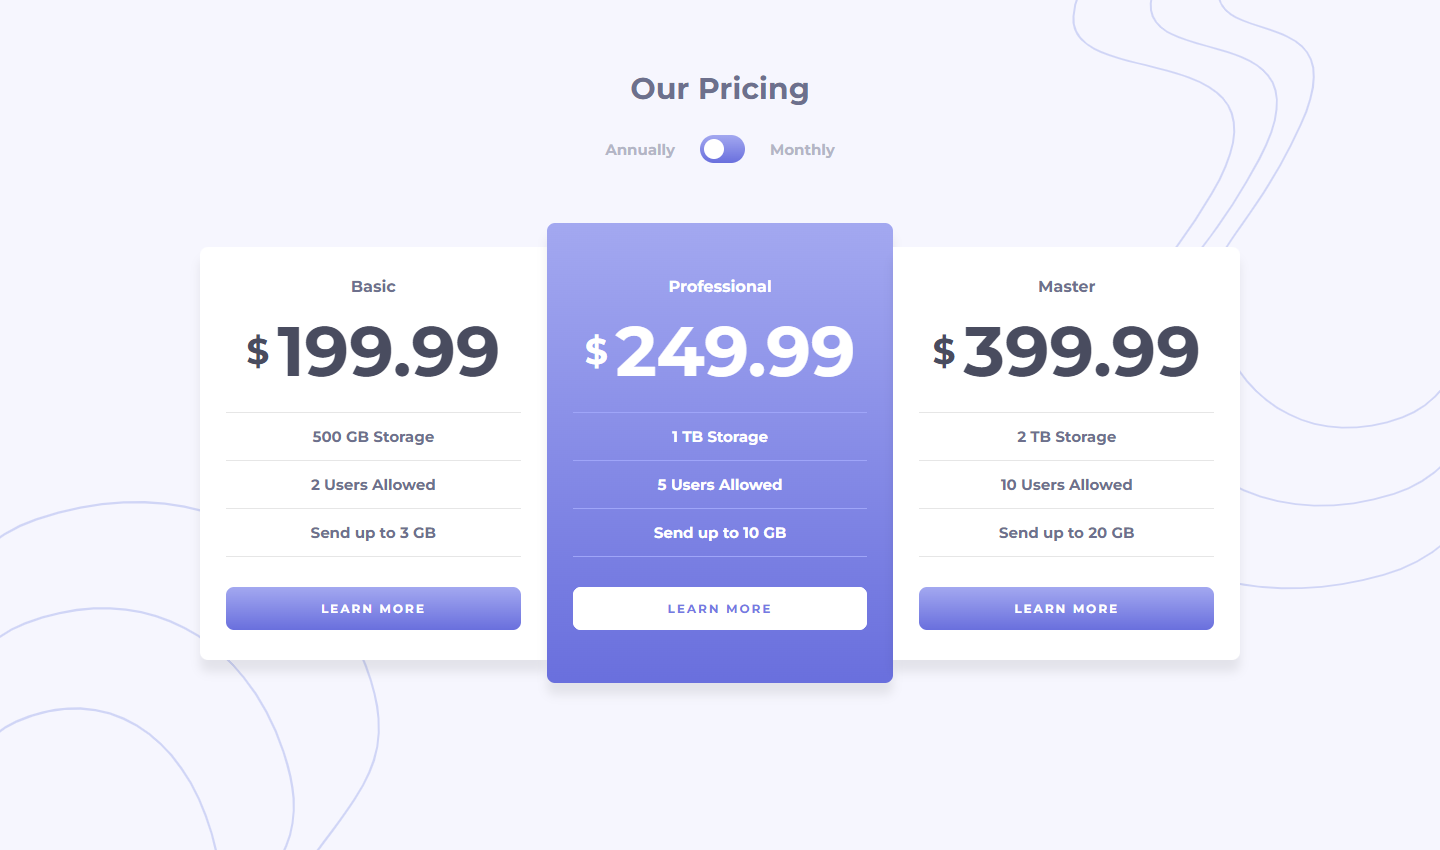 Our Pricing
Annually Monthly
Basic
$199.99
500 GB Storage
2 Users Allowed
Send up to 3 GB
LEARN MORE
Professional
$249.99
1 TB Storage
5 Users Allowed
Send up to 10 GB
LEARN MORE
Master
$399.99
2 TB Storage
10 Users Allowed
Send up to 20 GB
LEARN MORE